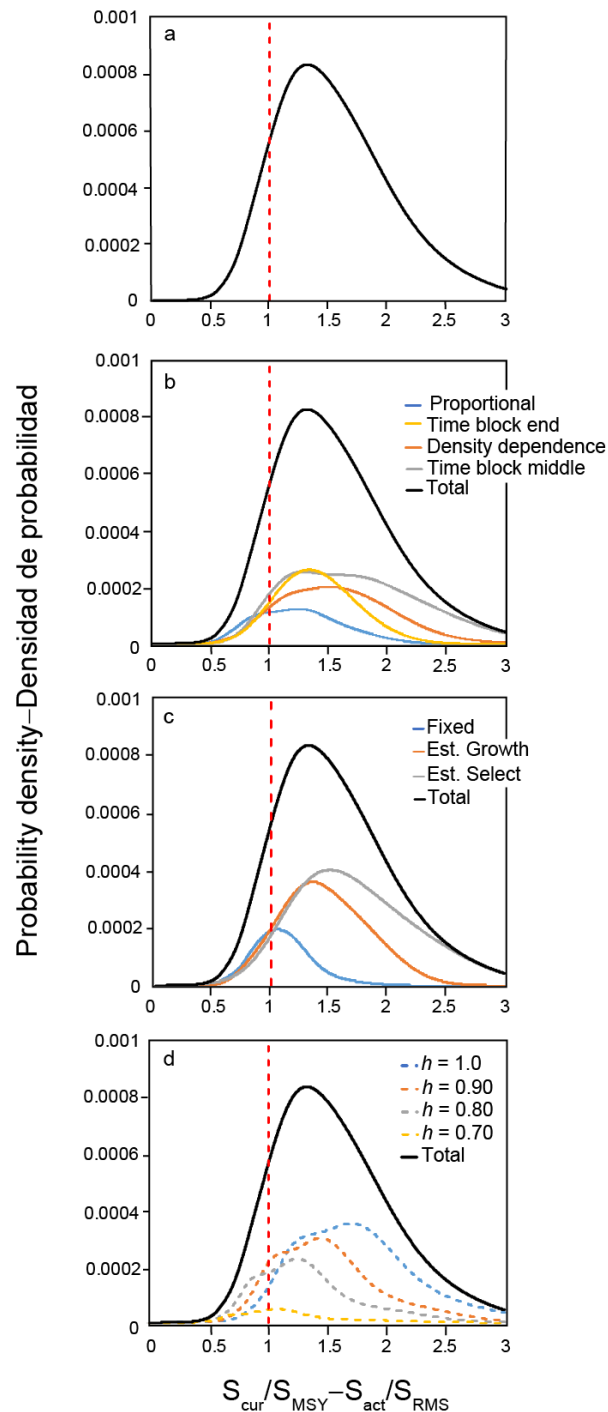 Probability density–Densidad de probabilidad
a
0.001
0.0008
0.0006
0.0004
0.0002
0
0 0.5 1 1.5 2 2.5 3
b
0.001
0.0008
0.0006
0.0004
0.0002
0
Proportional
Time block end
Density dependence
Time block middle
Total
0 0.5 1 1.5 2 2.5 3
c
0.001
0.0008
0.0006
0.0004
0.0002
0
Fixed
Est. Growth
Est. Select
Total
0 0.5 1 1.5 2 2.5 3
d
0.001
0.0008
0.0006
0.0004
0.0002
0
h = 1.0
h = 0.90
h = 0.80
h = 0.70
Total
0 0.5 1 1.5 2 2.5 3
S_cur/S_MSY–S_act/S_RMS